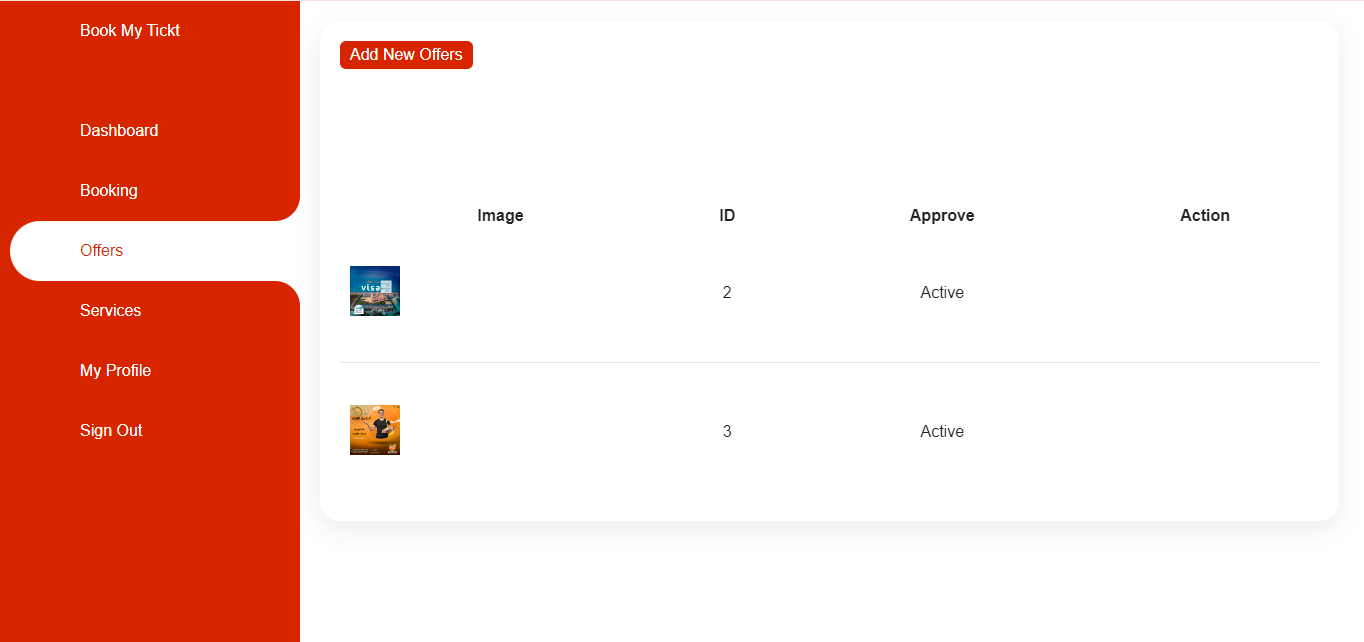 Book My Tickt
Add New Offers
Dashboard
Booking
Offers
Services
My Profile
Sign Out
Image ID Approve Action
visa
2 Active
3 Active